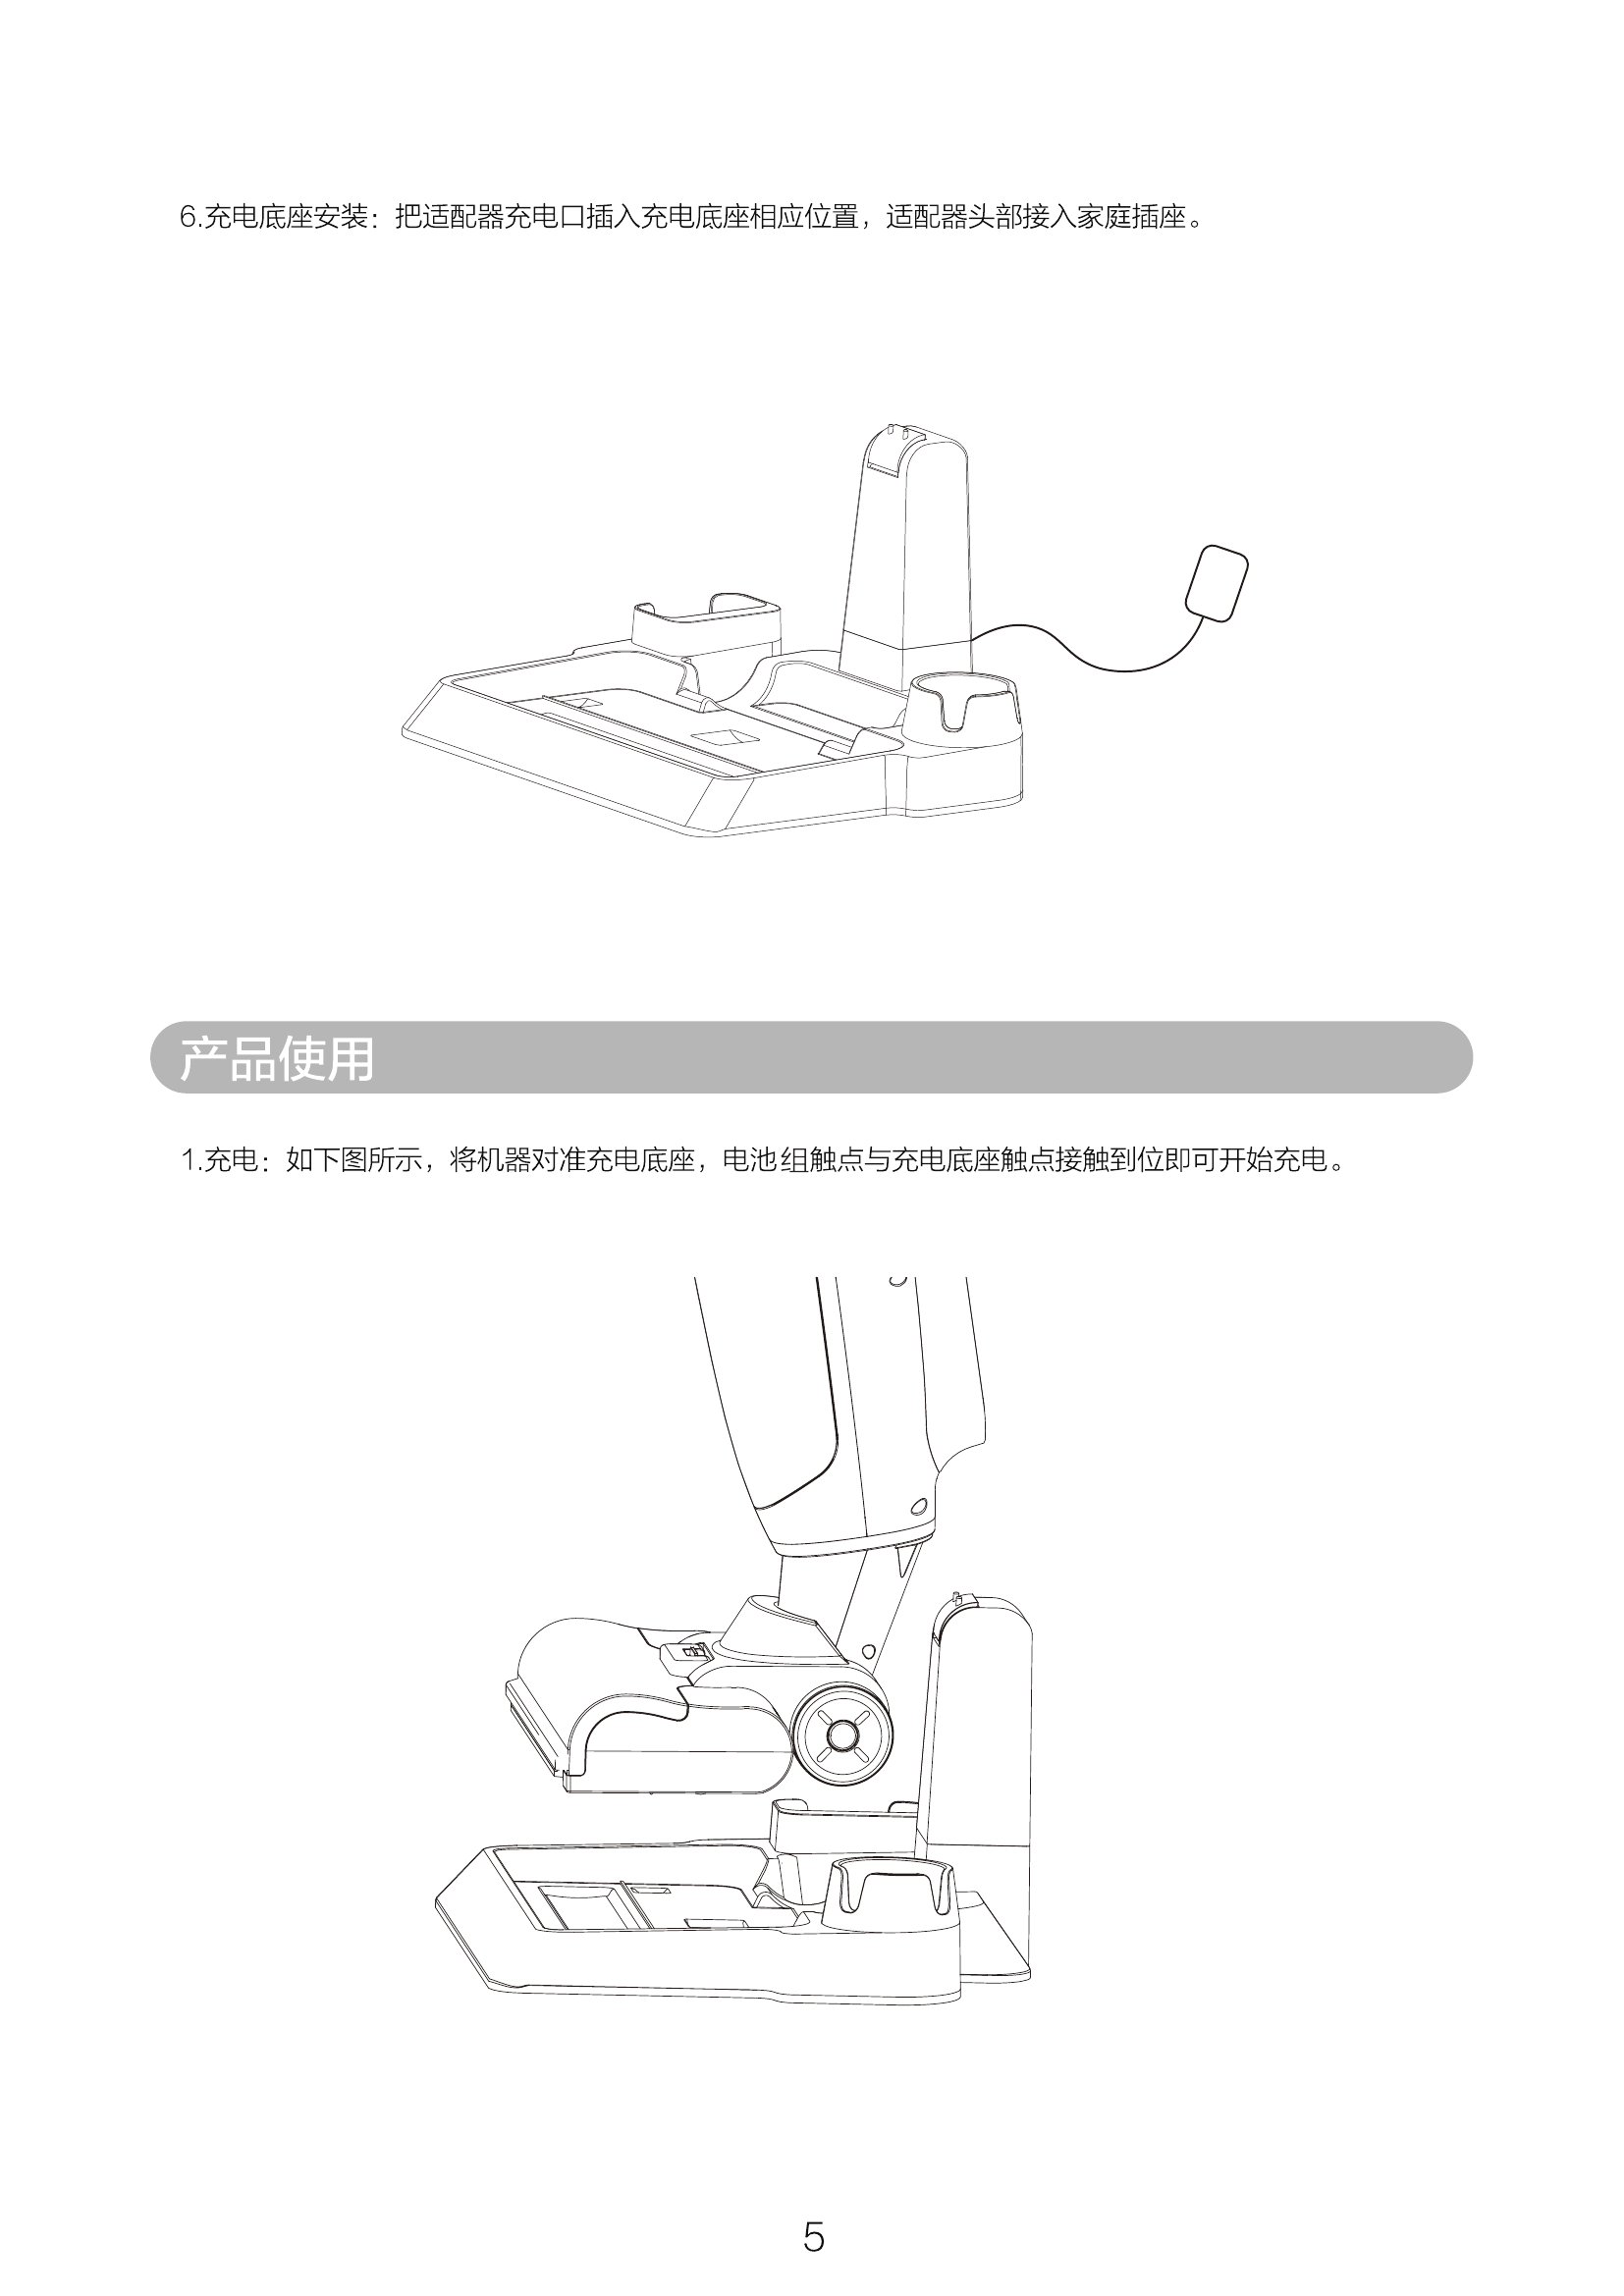 6.充电底座安装：把适配器充电口插入充电底座相应位置，适配器头部接入家庭插座。
产品使用
1.充电：如下图所示，将机器对准充电底座，电池组触点与充电底座触点接触到位即可开始充电。
5